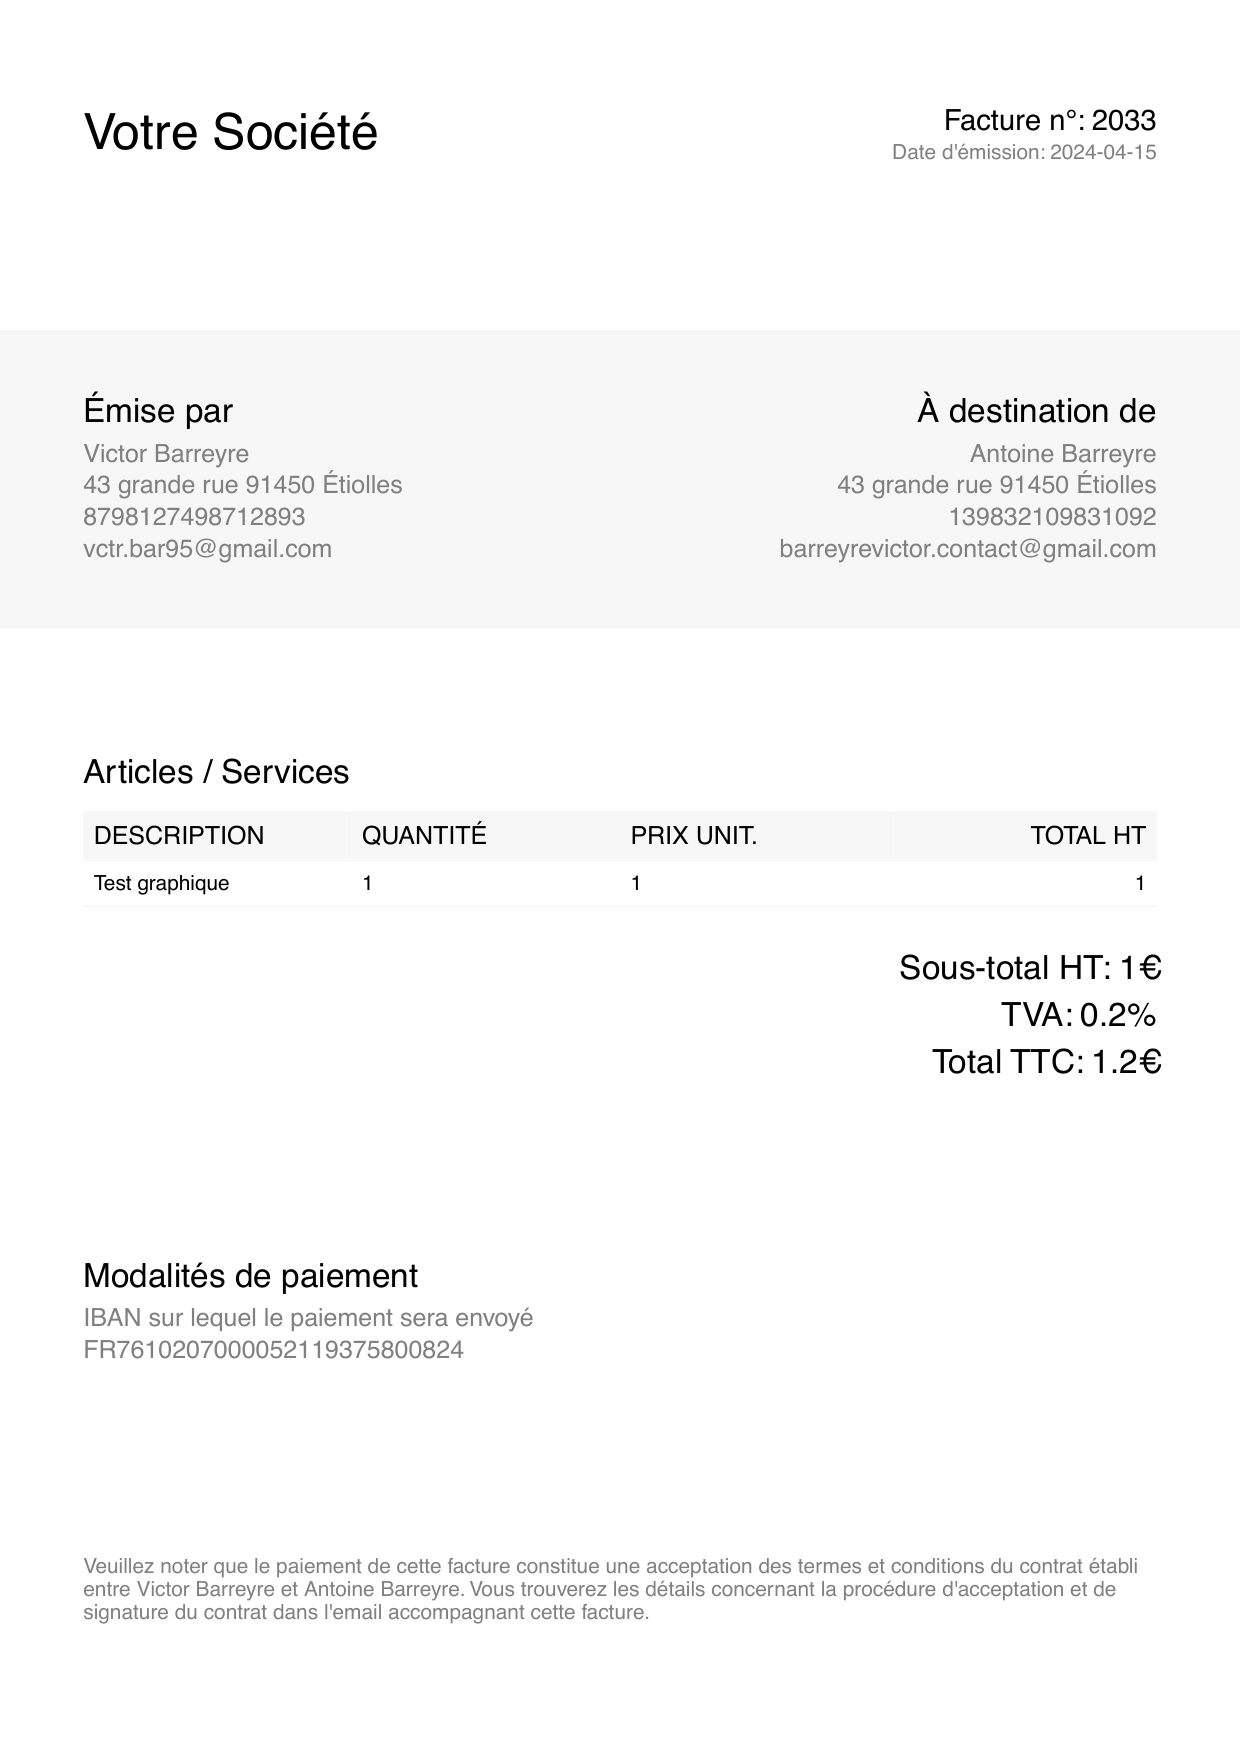 Votre Société
Facture n°: 2033
Date d'émission: 2024-04-15
Émise par
Victor Barreyre
43 grande rue 91450 Étiolles
8798127498712893
vctr.bar95@gmail.com
À destination de
Antoine Barreyre
43 grande rue 91450 Étiolles
139832109831092
barreyrevictor.contact@gmail.com
Articles / Services
DESCRIPTION QUANTITÉ PRIX UNIT. TOTAL HT
Test graphique 1 1 1
Sous-total HT: 1€
TVA: 0.2%
Total TTC: 1.2€
Modalités de paiement
IBAN sur lequel le paiement sera envoyé
FR7610207000052119375800824
Veuillez noter que le paiement de cette facture constitue une acceptation des termes et conditions du contrat établi
entre Victor Barreyre et Antoine Barreyre. Vous trouverez les détails concernant la procédure d'acceptation et de
signature du contrat dans l'email accompagnant cette facture.